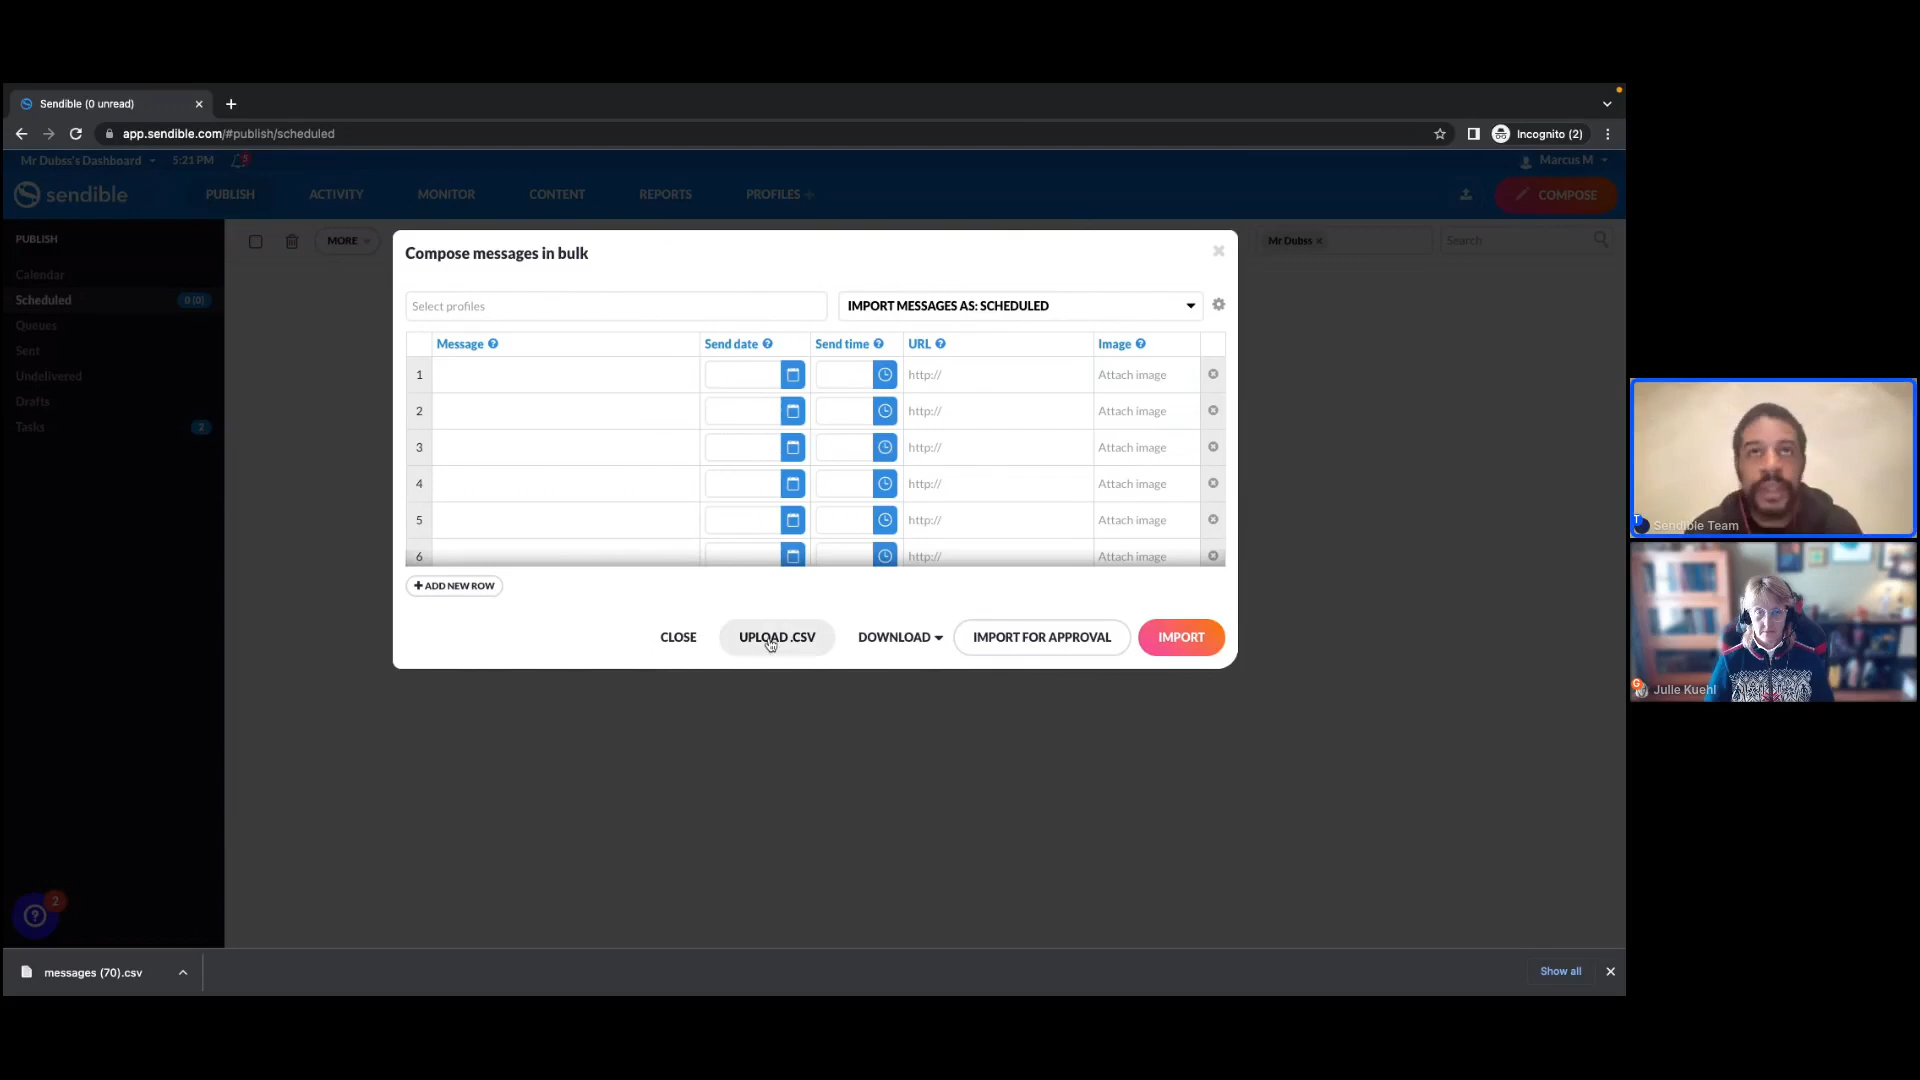 Sendible (0 unread)
app.sendible.com/#publish/scheduled
Incognito (2)
Mr Dubss's Dashboard
5:21 PM
5
Marcus M
sendible
PUBLISH
ACTIVITY
MONITOR
CONTENT
REPORTS
PROFILES
COMPOSE
PUBLISH
MORE
Mr Dubss
Search
Calendar
Scheduled
0 (0)
Queues
Sent
Undelivered
Drafts
Tasks
2
Compose messages in bulk
Select profiles
IMPORT MESSAGES AS: SCHEDULED
Message
Send date
Send time
URL
Image
1
http://
Attach image
2
http://
Attach image
3
http://
Attach image
4
http://
Attach image
5
http://
Attach image
6
http://
Attach image
ADD NEW ROW
CLOSE
UPLOAD .CSV
DOWNLOAD
IMPORT FOR APPROVAL
IMPORT
2
messages (70).csv
Show all
T
Sendible Team
G
Julie Kuehl